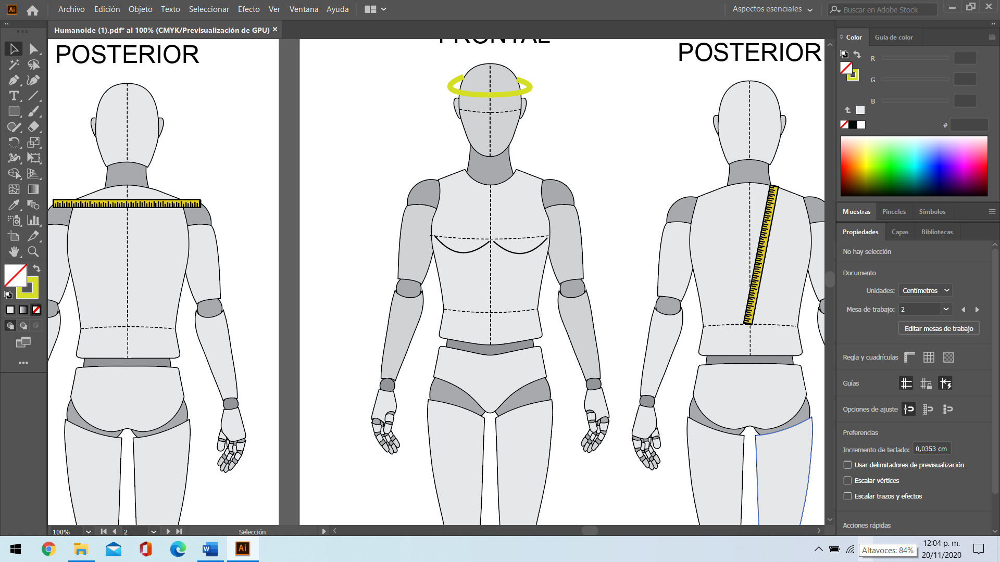 Ai Archivo Edición Objeto Texto Seleccionar Efecto Ver Ventana Ayuda Aspectos esenciales Buscar en Adobe Stock
Humanoide (1).pdf* al 100% (CMYK/Previsualización de GPU)
POSTERIOR
FRONTAL
POSTERIOR
Color Guía de color
R
G
B
#
Muestras Pinceles Símbolos
Propiedades Capas Bibliotecas
No hay selección
Documento
Unidades: Centímetros
Mesa de trabajo: 2
Editar mesas de trabajo
Regla y cuadrículas
Guías
Opciones de ajuste
Preferencias
Incremento de teclado: 0,0353 cm
Usar delimitadores de previsualización
Escalar vértices
Escalar trazos y efectos
Acciones rápidas
100% 2 Selección
Ai
Altavoces: 84%
12:04 p. m.
20/11/2020